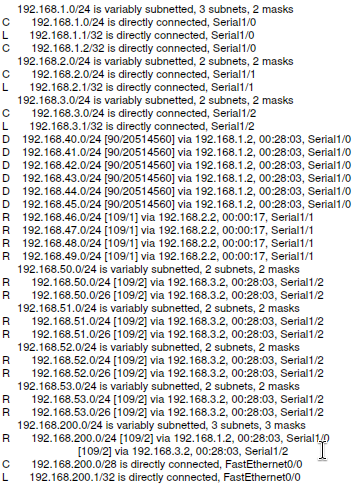 192.168.1.0/24 is variably subnetted, 3 subnets, 2 masks
C 192.168.1.0/24 is directly connected, Serial1/0
L 192.168.1.1/32 is directly connected, Serial1/0
C 192.168.1.2/32 is directly connected, Serial1/0
192.168.2.0/24 is variably subnetted, 2 subnets, 2 masks
C 192.168.2.0/24 is directly connected, Serial1/1
L 192.168.2.1/32 is directly connected, Serial1/1
192.168.3.0/24 is variably subnetted, 2 subnets, 2 masks
C 192.168.3.0/24 is directly connected, Serial1/2
L 192.168.3.1/32 is directly connected, Serial1/2
D 192.168.40.0/24 [90/20514560] via 192.168.1.2, 00:28:03, Serial1/0
D 192.168.41.0/24 [90/20514560] via 192.168.1.2, 00:28:03, Serial1/0
D 192.168.42.0/24 [90/20514560] via 192.168.1.2, 00:28:03, Serial1/0
D 192.168.43.0/24 [90/20514560] via 192.168.1.2, 00:28:03, Serial1/0
D 192.168.44.0/24 [90/20514560] via 192.168.1.2, 00:28:03, Serial1/0
D 192.168.45.0/24 [90/20514560] via 192.168.1.2, 00:28:03, Serial1/0
R 192.168.46.0/24 [109/1] via 192.168.2.2, 00:00:17, Serial1/1
R 192.168.47.0/24 [109/1] via 192.168.2.2, 00:00:17, Serial1/1
R 192.168.48.0/24 [109/1] via 192.168.2.2, 00:00:17, Serial1/1
R 192.168.49.0/24 [109/1] via 192.168.2.2, 00:00:17, Serial1/1
192.168.50.0/24 is variably subnetted, 2 subnets, 2 masks
R 192.168.50.0/24 [109/2] via 192.168.3.2, 00:28:03, Serial1/2
R 192.168.50.0/26 [109/2] via 192.168.3.2, 00:28:03, Serial1/2
192.168.51.0/24 is variably subnetted, 2 subnets, 2 masks
R 192.168.51.0/24 [109/2] via 192.168.3.2, 00:28:03, Serial1/2
R 192.168.51.0/26 [109/2] via 192.168.3.2, 00:28:03, Serial1/2
192.168.52.0/24 is variably subnetted, 2 subnets, 2 masks
R 192.168.52.0/24 [109/2] via 192.168.3.2, 00:28:03, Serial1/2
R 192.168.52.0/26 [109/2] via 192.168.3.2, 00:28:03, Serial1/2
192.168.53.0/24 is variably subnetted, 2 subnets, 2 masks
R 192.168.53.0/24 [109/2] via 192.168.3.2, 00:28:03, Serial1/2
R 192.168.53.0/26 [109/2] via 192.168.3.2, 00:28:03, Serial1/2
192.168.200.0/24 is variably subnetted, 3 subnets, 3 masks
R 192.168.200.0/24 [109/2] via 192.168.1.2, 00:28:03, Serial1/0
[109/2] via 192.168.3.2, 00:28:03, Serial1/2
C 192.168.200.0/28 is directly connected, FastEthernet0/0
L 192.168.200.1/32 is directly connected, FastEthernet0/0